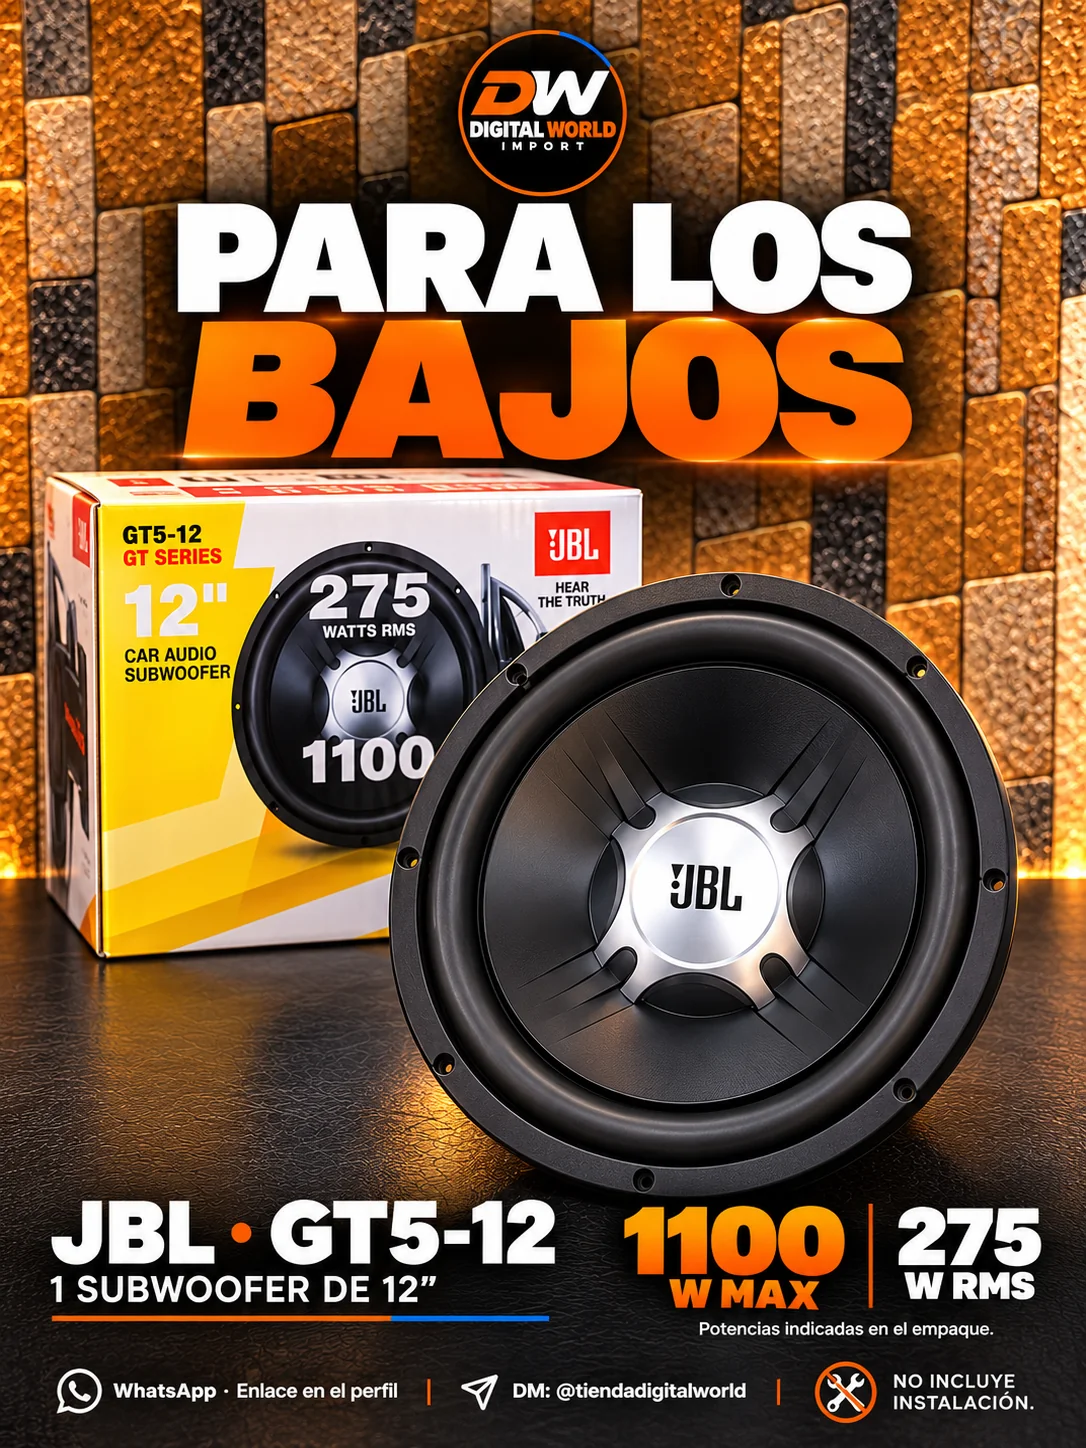 DW
DIGITAL WORLD
IMPORT
PARA LOS
BAJOS
GT5-12
GT SERIES
12"
CAR AUDIO
SUBWOOFER
275
WATTS RMS
JBL
1100
JBL
HEAR
THE TRUTH
JBL
JBL • GT5-12
1 SUBWOOFER DE 12”
1100
W MAX
275
W RMS
Potencias indicadas en el empaque.
WhatsApp · Enlace en el perfil
DM: @tiendadigitalworld
NO INCLUYE
INSTALACIÓN.